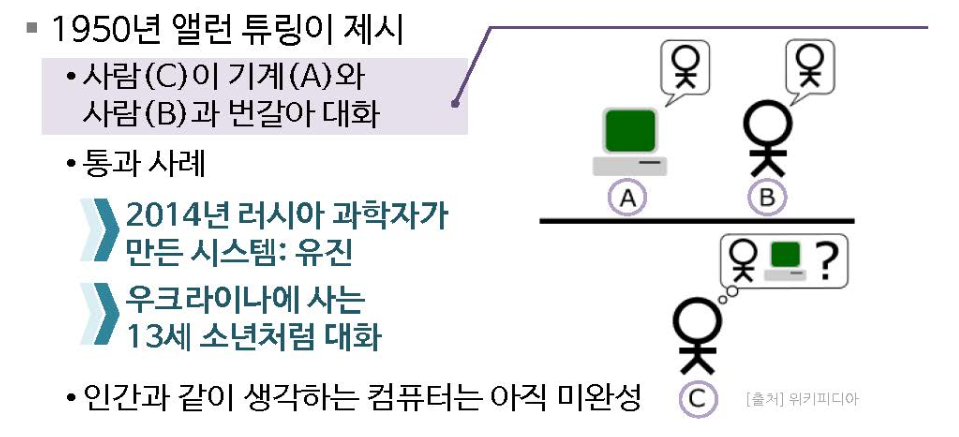 ▪ 1950년 앨런 튜링이 제시
• 사람(C)이 기계(A)와
사람(B)과 번갈아 대화
• 통과 사례
2014년 러시아 과학자가
만든 시스템: 유진
우크라이나에 사는
13세 소년처럼 대화
• 인간과 같이 생각하는 컴퓨터는 아직 미완성
A
B
?
C
[출처] 위키피디아